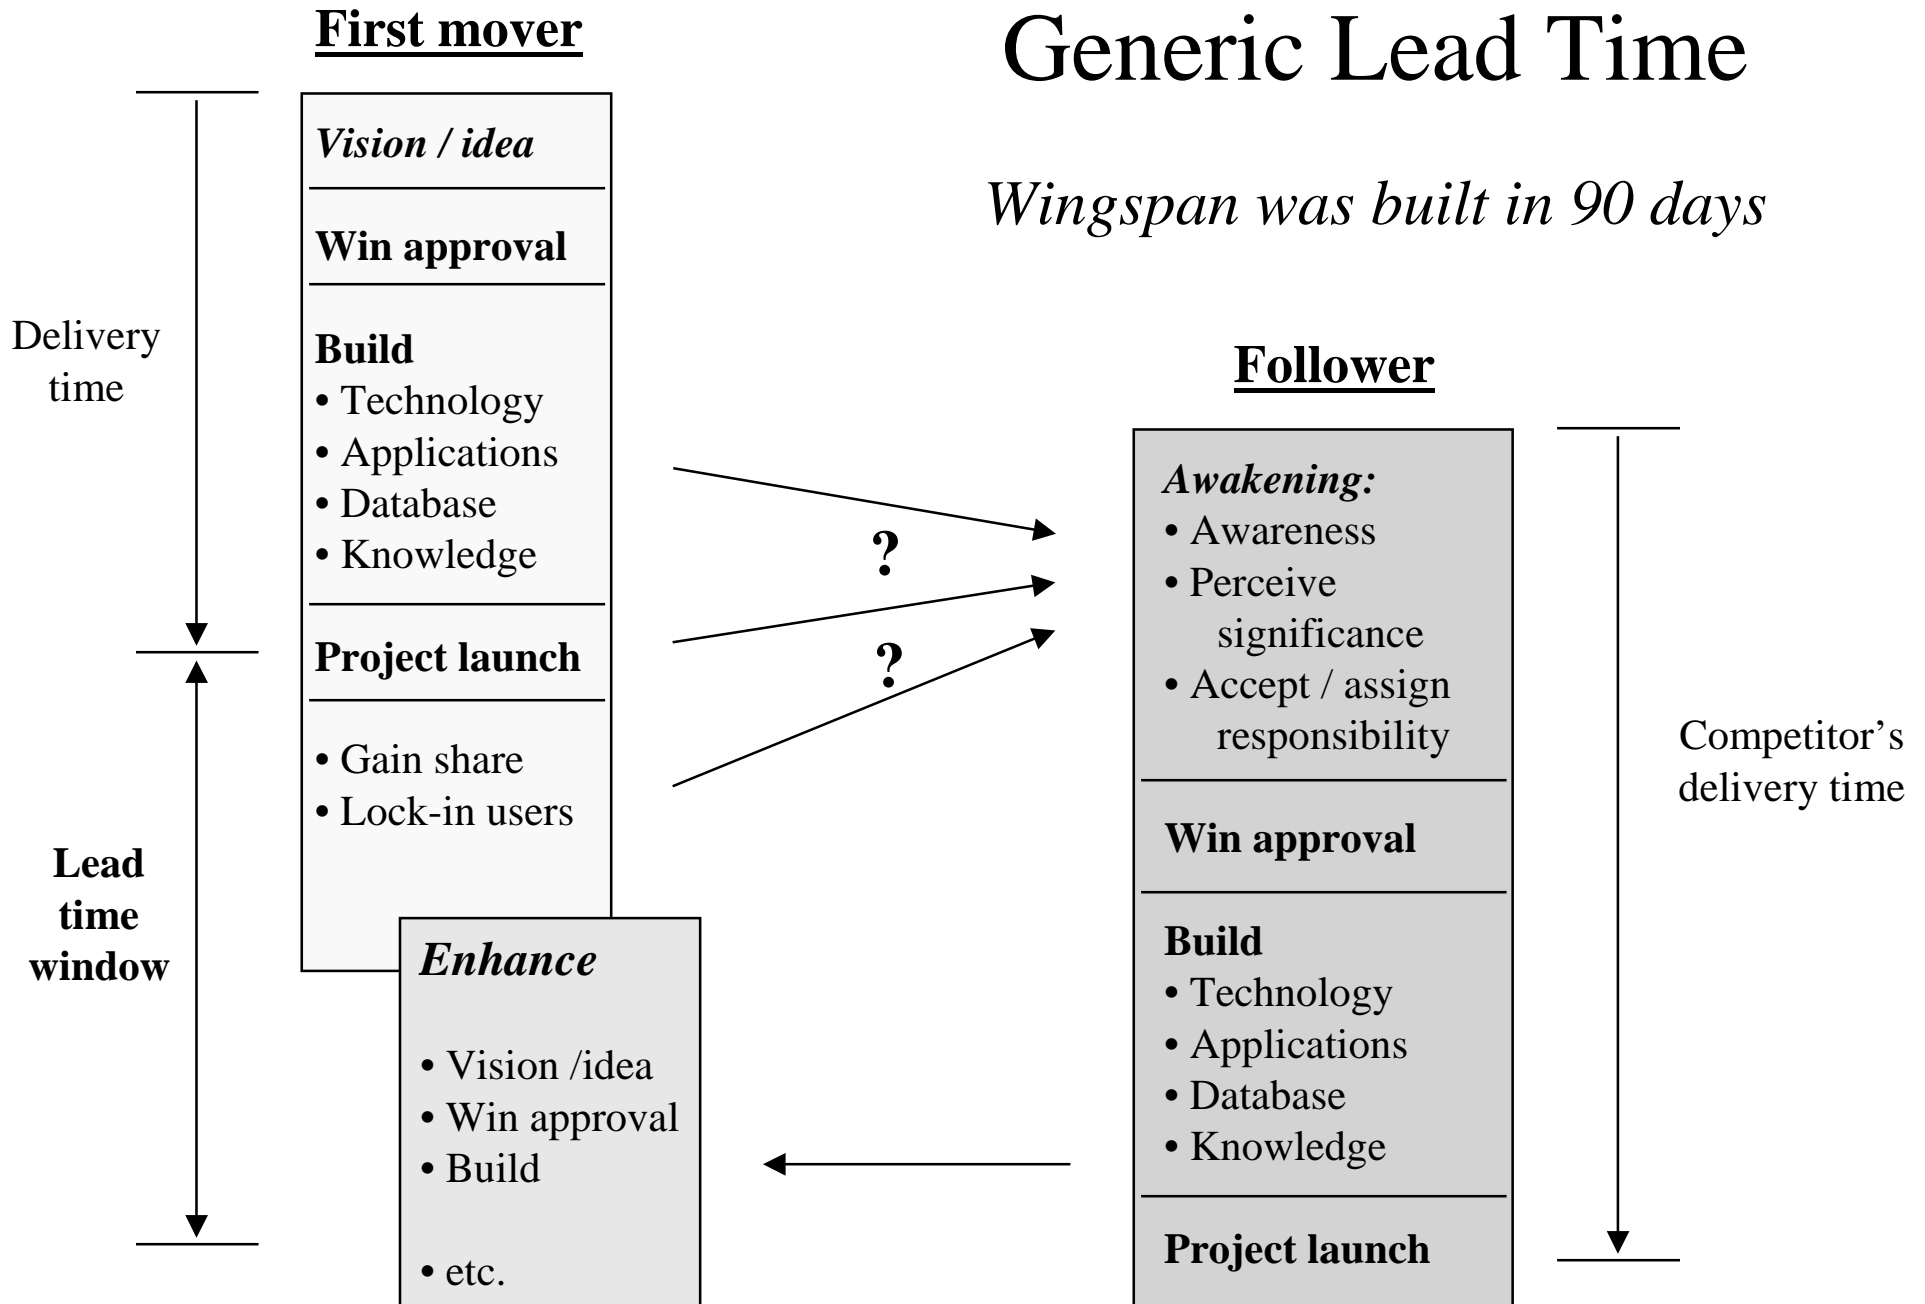 First mover
Generic Lead Time
Wingspan was built in 90 days
Delivery
time
Lead
time
window
Vision / idea
Win approval
Build
• Technology
• Applications
• Database
• Knowledge
Project launch
• Gain share
• Lock-in users
Enhance
• Vision /idea
• Win approval
• Build
• etc.
?
?
Follower
Awakening:
• Awareness
• Perceive
significance
• Accept / assign
responsibility
Win approval
Build
• Technology
• Applications
• Database
• Knowledge
Project launch
Competitor’s
delivery time